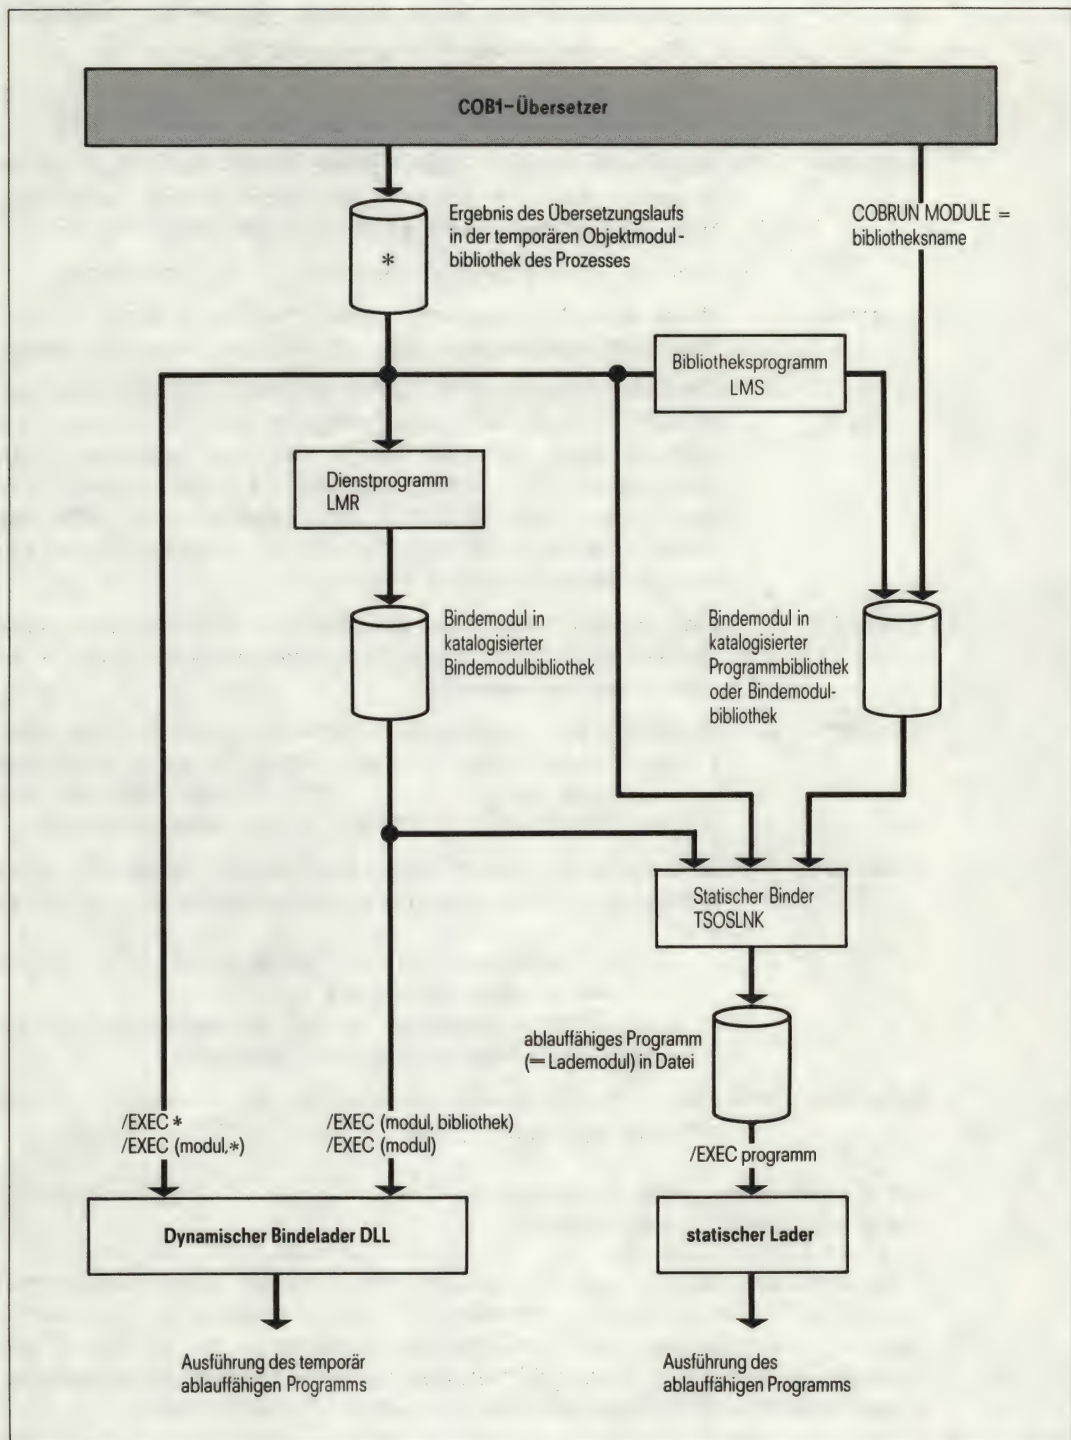 COB1-Übersetzer
Ergebnis des Übersetzungslaufs
in der temporären Objektmodul-
bibliothek des Prozesses
COBRUN MODULE =
bibliotheksname
*
Bibliotheksprogramm
LMS
Dienstprogramm
LMR
Bindemodul in
katalogisierter
Bindemodulbibliothek
Bindemodul in
katalogisierter
Programmbibliothek
oder Bindemodul-
bibliothek
Statischer Binder
TSOSLNK
ablauffähiges Programm
(= Lademodul) in Datei
/EXEC *
/EXEC (modul,*)
/EXEC (modul, bibliothek)
/EXEC (modul)
/EXEC programm
Dynamischer Bindelader DLL
statischer Lader
Ausführung des temporär
ablauffähigen Programms
Ausführung des
ablauffähigen Programms